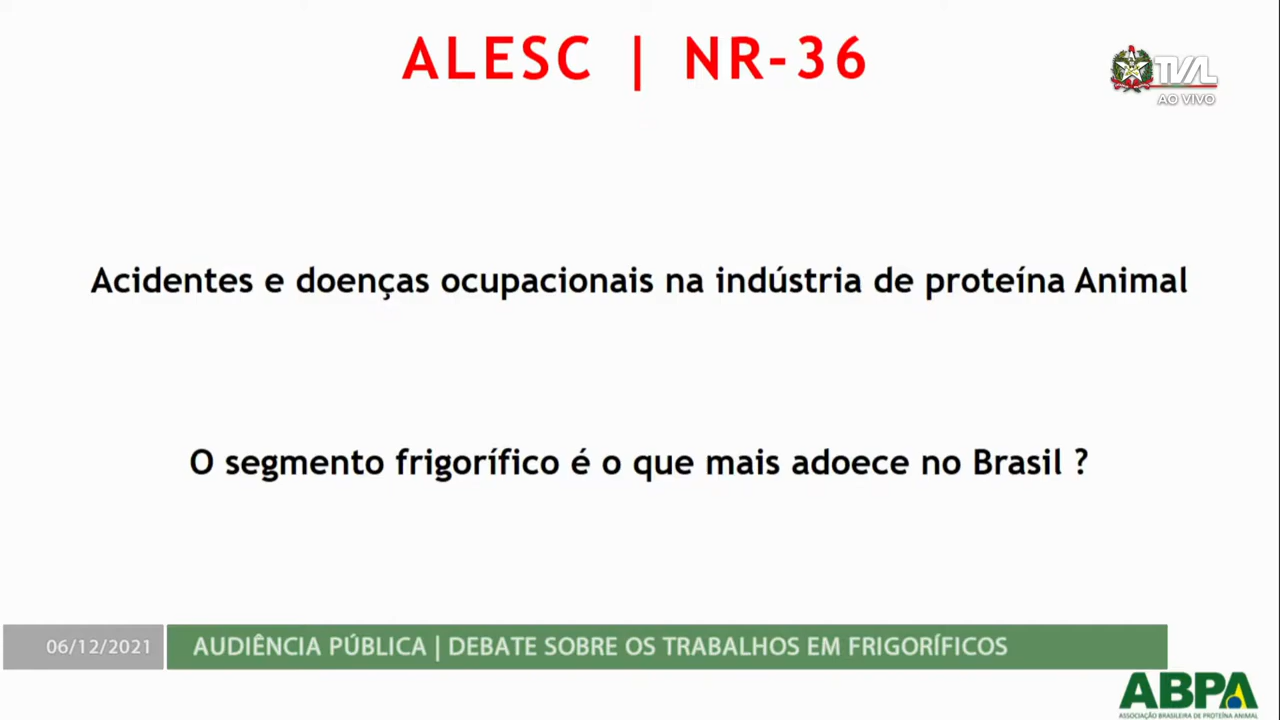 ALESC | NR-36
TVAL
AO VIVO
Acidentes e doenças ocupacionais na indústria de proteína Animal
O segmento frigorífico é o que mais adoece no Brasil ?
06/12/2021
AUDIÊNCIA PÚBLICA | DEBATE SOBRE OS TRABALHOS EM FRIGORÍFICOS
ABPA
ASSOCIAÇÃO BRASILEIRA DE PROTEÍNA ANIMAL